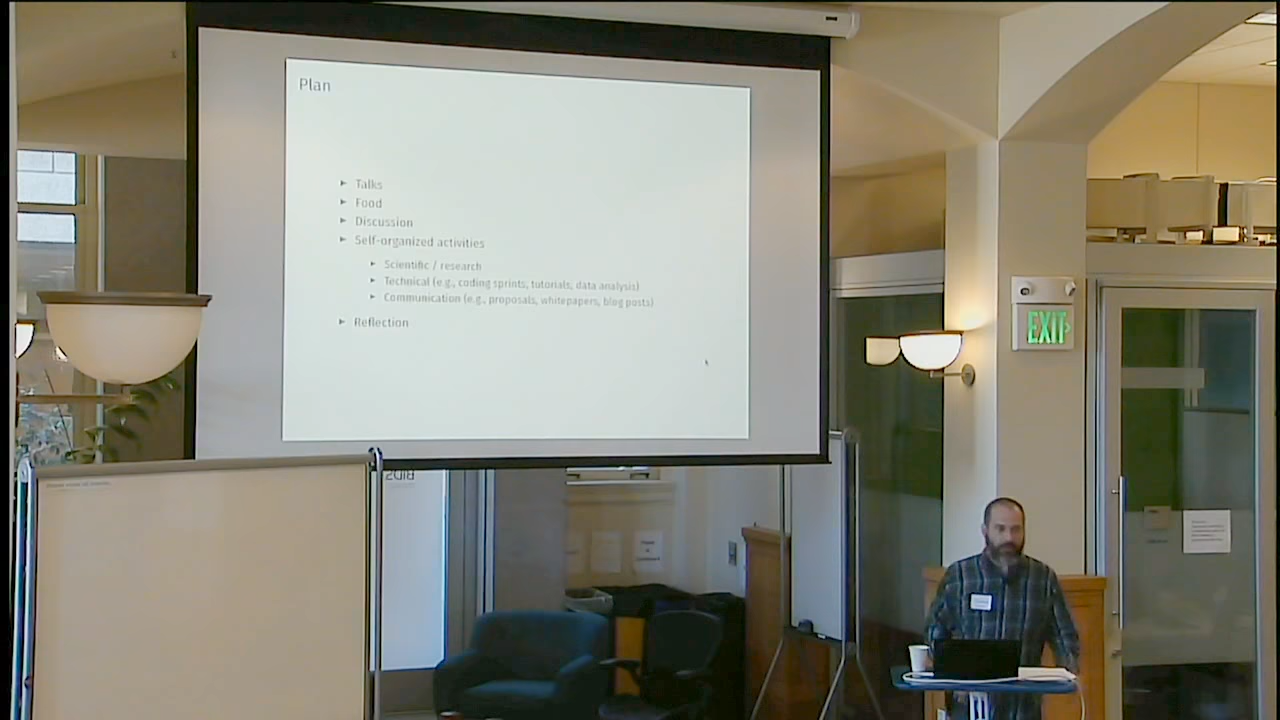 Plan
► Talks
► Food
► Discussion
► Self-organized activities
► Scientific / research
► Technical (e.g., coding sprints, tutorials, data analysis)
► Communication (e.g., proposals, whitepapers, blog posts)
► Reflection
EXIT